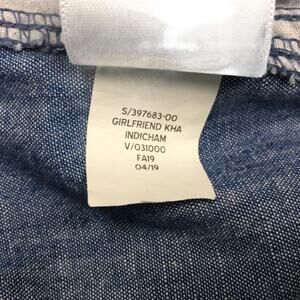 S/397683-00
GIRLFRIEND KHA
INDICHAM
V/031000
FA19
04/19